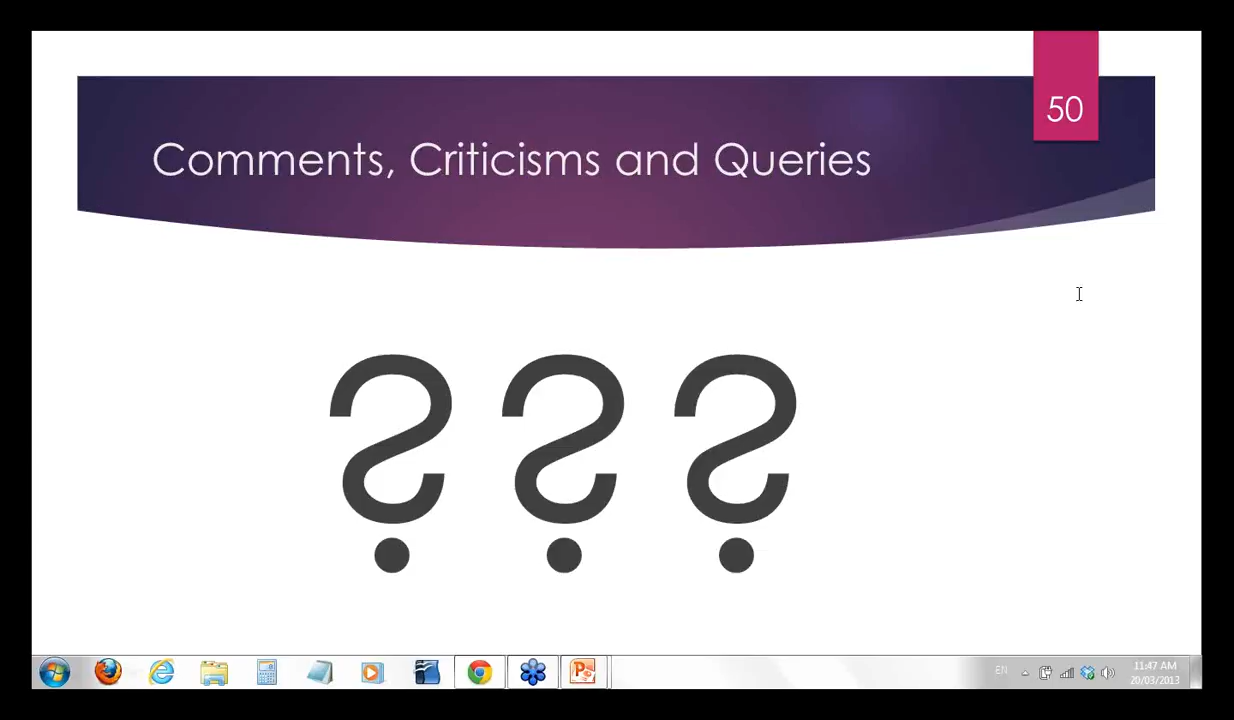 50
Comments, Criticisms and Queries
???
EN
11:47 AM
20/03/2013